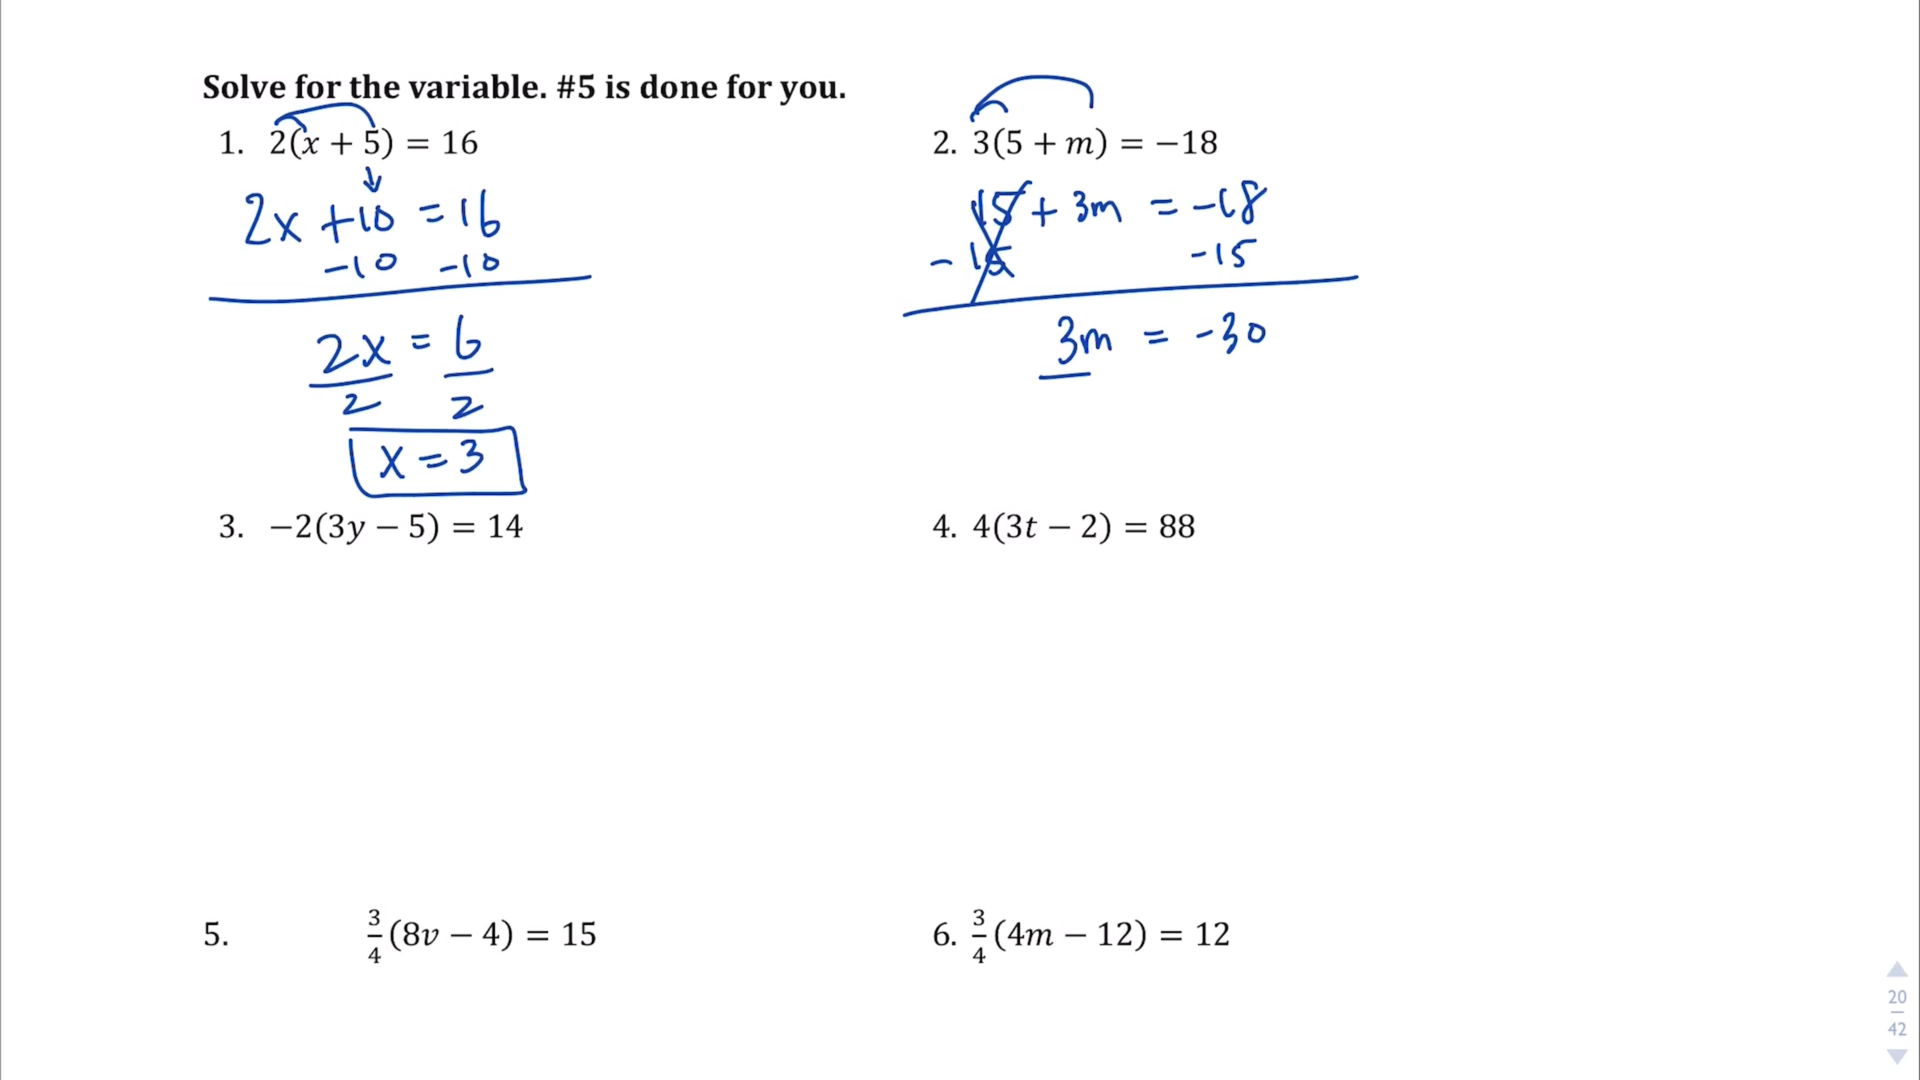 Solve for the variable. #5 is done for you.
1. 2(x + 5) = 16
2x +10 = 16
-10 -10
2x = 6
2 2
x = 3
2. 3(5 + m) = −18
15 + 3m = -18
- 15 -15
3m = -30
3. −2(3y − 5) = 14
4. 4(3t − 2) = 88
5. 3/4 (8v − 4) = 15
6. 3/4 (4m − 12) = 12
20
42